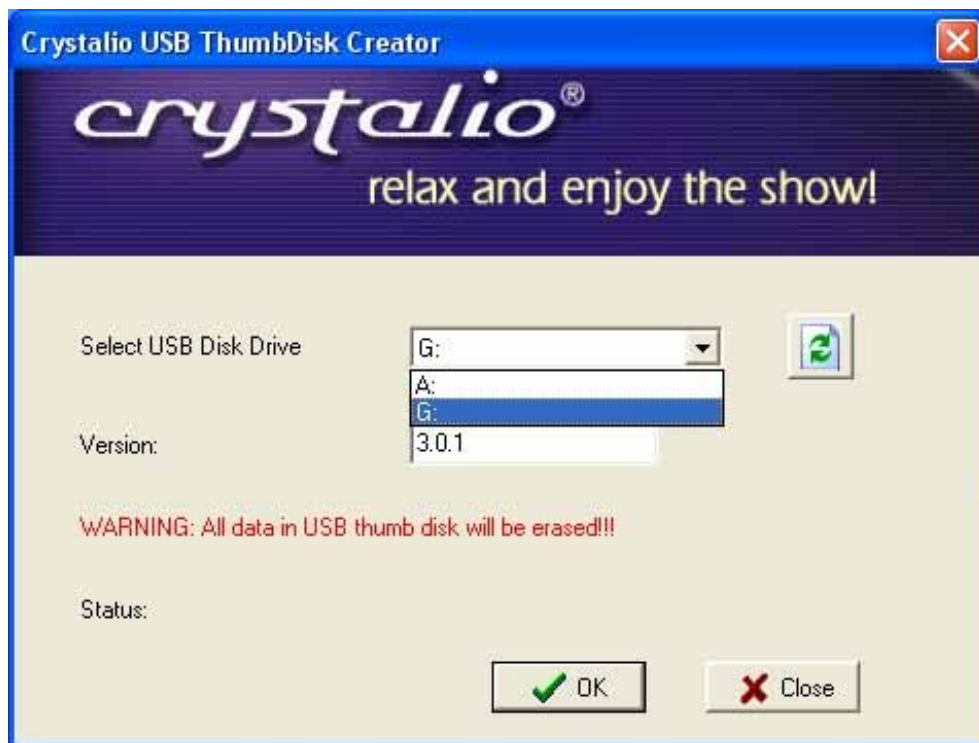 Crystalio USB ThumbDisk Creator
crystalio®
relax and enjoy the show!
Select USB Disk Drive
G:
A:
G:
Version:
3.0.1
WARNING: All data in USB thumb disk will be erased!!!
Status:
OK
Close